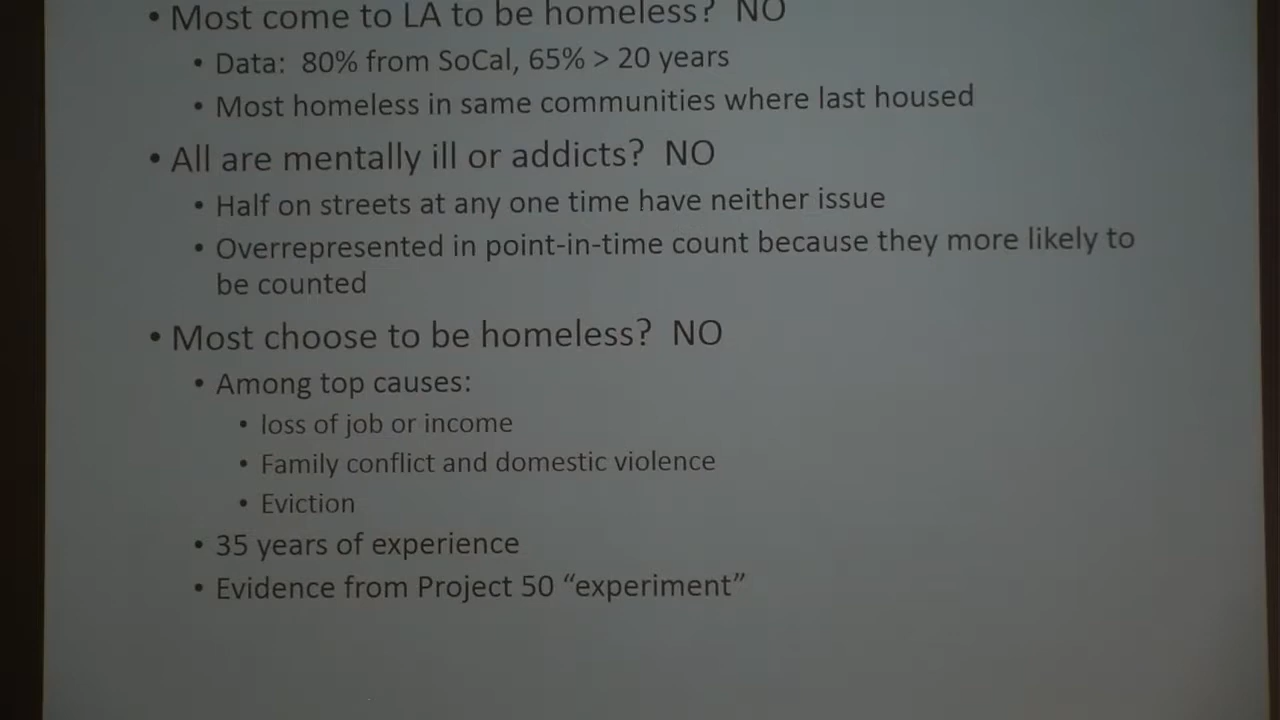 • Most come to LA to be homeless? NO
• Data: 80% from SoCal, 65% > 20 years
• Most homeless in same communities where last housed
• All are mentally ill or addicts? NO
• Half on streets at any one time have neither issue
• Overrepresented in point-in-time count because they more likely to
be counted
• Most choose to be homeless? NO
• Among top causes:
• loss of job or income
• Family conflict and domestic violence
• Eviction
• 35 years of experience
• Evidence from Project 50 “experiment”